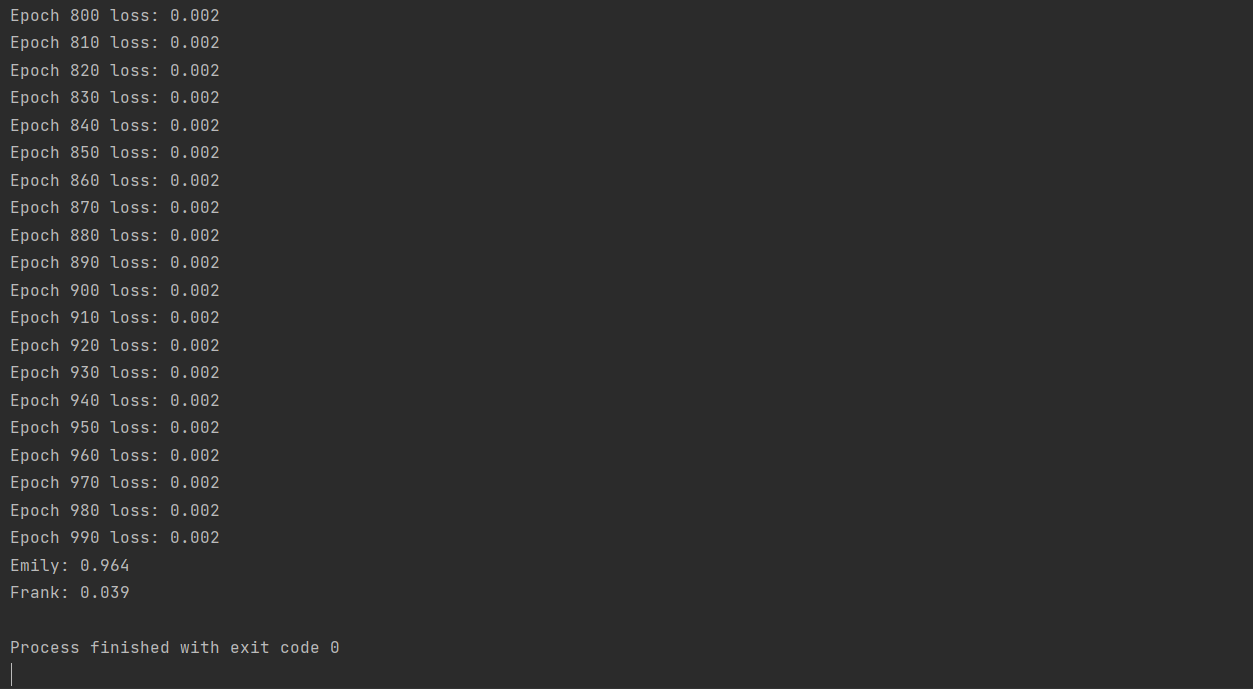 Epoch 800 loss: 0.002
Epoch 810 loss: 0.002
Epoch 820 loss: 0.002
Epoch 830 loss: 0.002
Epoch 840 loss: 0.002
Epoch 850 loss: 0.002
Epoch 860 loss: 0.002
Epoch 870 loss: 0.002
Epoch 880 loss: 0.002
Epoch 890 loss: 0.002
Epoch 900 loss: 0.002
Epoch 910 loss: 0.002
Epoch 920 loss: 0.002
Epoch 930 loss: 0.002
Epoch 940 loss: 0.002
Epoch 950 loss: 0.002
Epoch 960 loss: 0.002
Epoch 970 loss: 0.002
Epoch 980 loss: 0.002
Epoch 990 loss: 0.002
Emily: 0.964
Frank: 0.039
Process finished with exit code 0